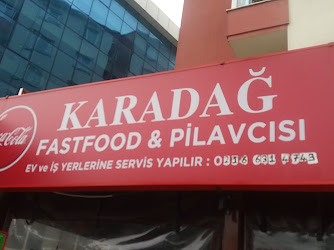 KARADAĞ
Coca-Cola
FASTFOOD & PİLAVCISI
EV ve İŞ YERLERİNE SERVİS YAPILIR :